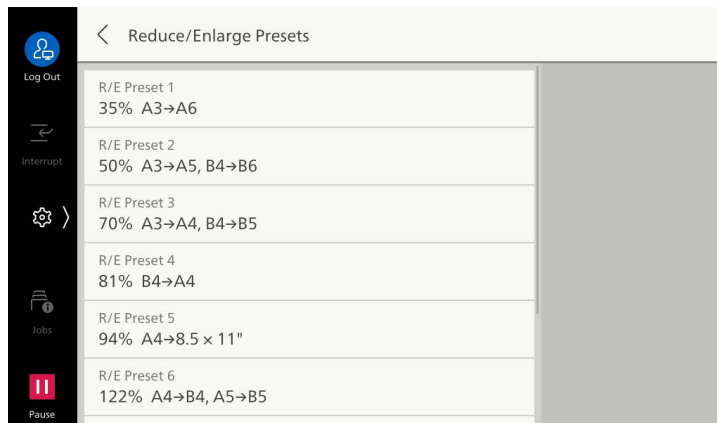 Reduce/Enlarge Presets
Log Out
Interrupt
Jobs
Pause
R/E Preset 1
35% A3→A6
R/E Preset 2
50% A3→A5, B4→B6
R/E Preset 3
70% A3→A4, B4→B5
R/E Preset 4
81% B4→A4
R/E Preset 5
94% A4→8.5 × 11"
R/E Preset 6
122% A4→B4, A5→B5